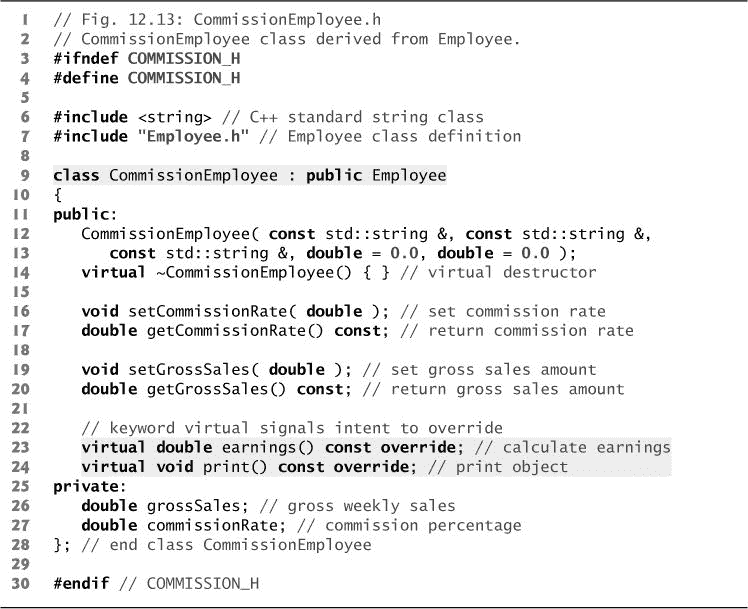 1 // Fig. 12.13: CommissionEmployee.h
2 // CommissionEmployee class derived from Employee.
3 #ifndef COMMISSION_H
4 #define COMMISSION_H
5
6 #include <string> // C++ standard string class
7 #include "Employee.h" // Employee class definition
8
9 class CommissionEmployee : public Employee
10 {
11 public:
12    CommissionEmployee( const std::string &, const std::string &,
13       const std::string &, double = 0.0, double = 0.0 );
14    virtual ~CommissionEmployee() { } // virtual destructor
15
16    void setCommissionRate( double ); // set commission rate
17    double getCommissionRate() const; // return commission rate
18
19    void setGrossSales( double ); // set gross sales amount
20    double getGrossSales() const; // return gross sales amount
21
22    // keyword virtual signals intent to override
23    virtual double earnings() const override; // calculate earnings
24    virtual void print() const override; // print object
25 private:
26    double grossSales; // gross weekly sales
27    double commissionRate; // commission percentage
28 }; // end class CommissionEmployee
29
30 #endif // COMMISSION_H